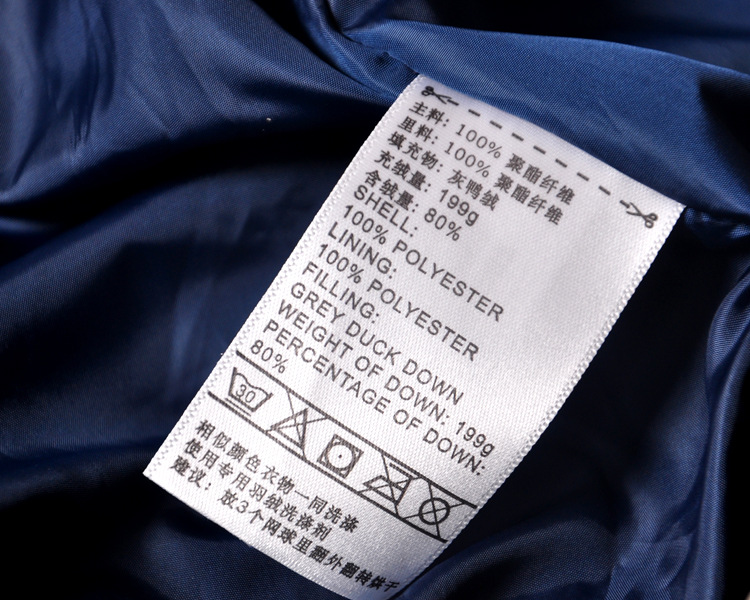 主料: 100% 聚酯纤维
里料: 100% 聚酯纤维
填充物: 灰鸭绒
充绒量: 199g
含绒量: 80%
SHELL:
100% POLYESTER
LINING:
100% POLYESTER
FILLING:
GREY DUCK DOWN
WEIGHT OF DOWN: 199g
PERCENTAGE OF DOWN:
80%
30
相似颜色衣物一同洗涤
使用专用羽绒洗涤剂
建议: 放3个网球里翻外翻转烘干